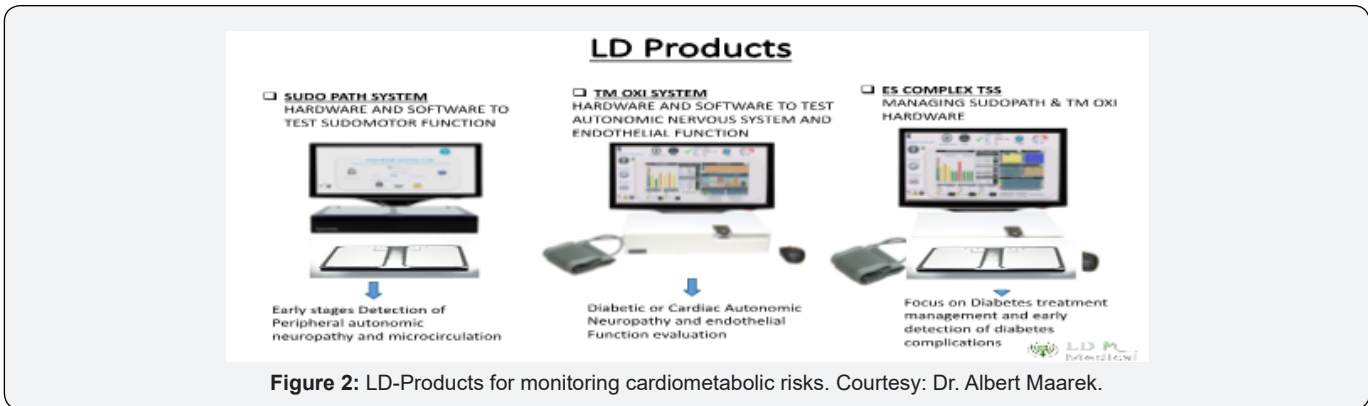 LD Products
❑ SUDO PATH SYSTEM
HARDWARE AND SOFTWARE TO
TEST SUDOMOTOR FUNCTION
Early stages Detection of
Peripheral autonomic
neuropathy and microcirculation
❑ TM OXI SYSTEM
HARDWARE AND SOFTWARE TO TEST
AUTONOMIC NERVOUS SYSTEM AND
ENDOTHELIAL FUNCTION
Diabetic or Cardiac Autonomic
Neuropathy and endothelial
Function evaluation
❑ ES COMPLEX TSS
MANAGING SUDOPATH & TM OXI
HARDWARE
Focus on Diabetes treatment
management and early
detection of diabetes
complications
LD
Figure 2: LD-Products for monitoring cardiometabolic risks. Courtesy: Dr. Albert Maarek.